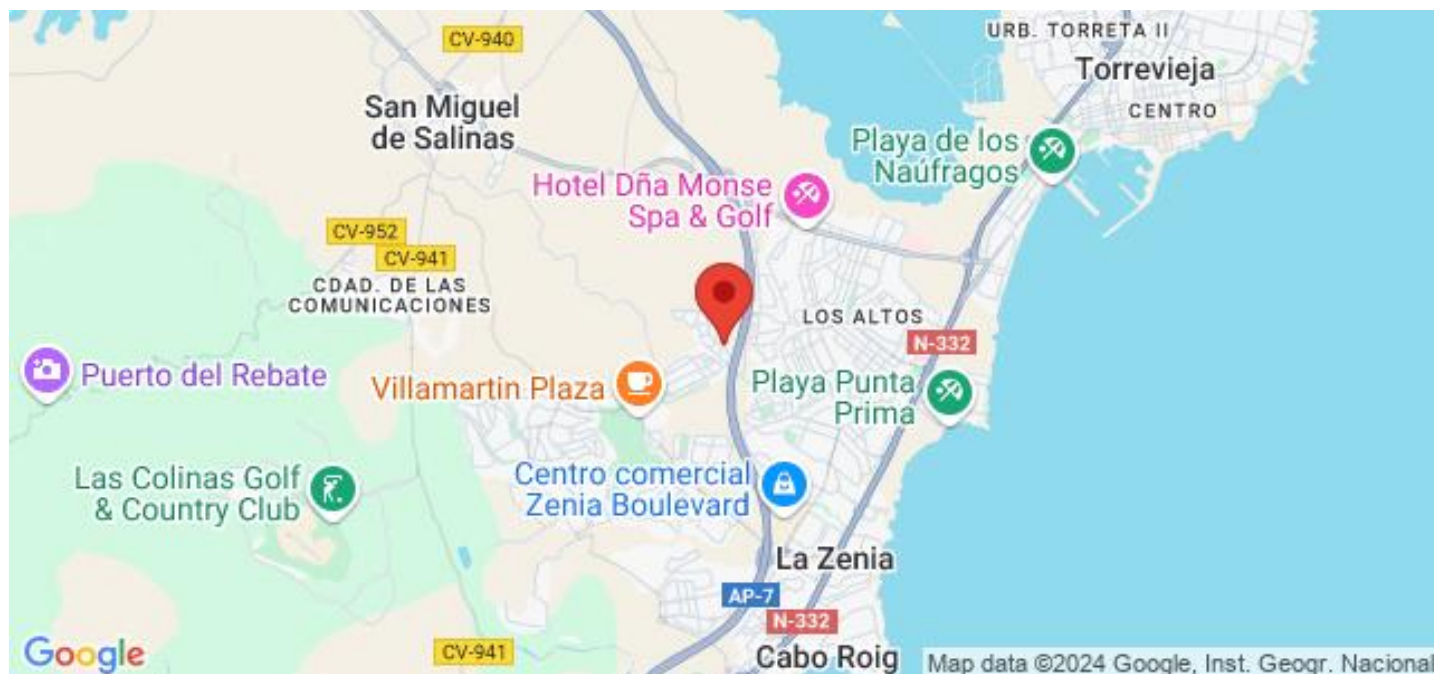 CV-940
URB. TORRETA II
Torrevieja
CENTRO
San Miguel
de Salinas
Playa de los
Naúfragos
Hotel Dña Monse
Spa & Golf
CV-952
CV-941
CDAD. DE LAS
COMUNICACIONES
LOS ALTOS
N-332
Puerto del Rebate
Villamartin Plaza
Playa Punta
Prima
Las Colinas Golf
& Country Club
Centro comercial
Zenia Boulevard
La Zenia
AP-7
N-332
CV-941
Cabo Roig
Google
Map data ©2024 Google, Inst. Geogr. Nacional